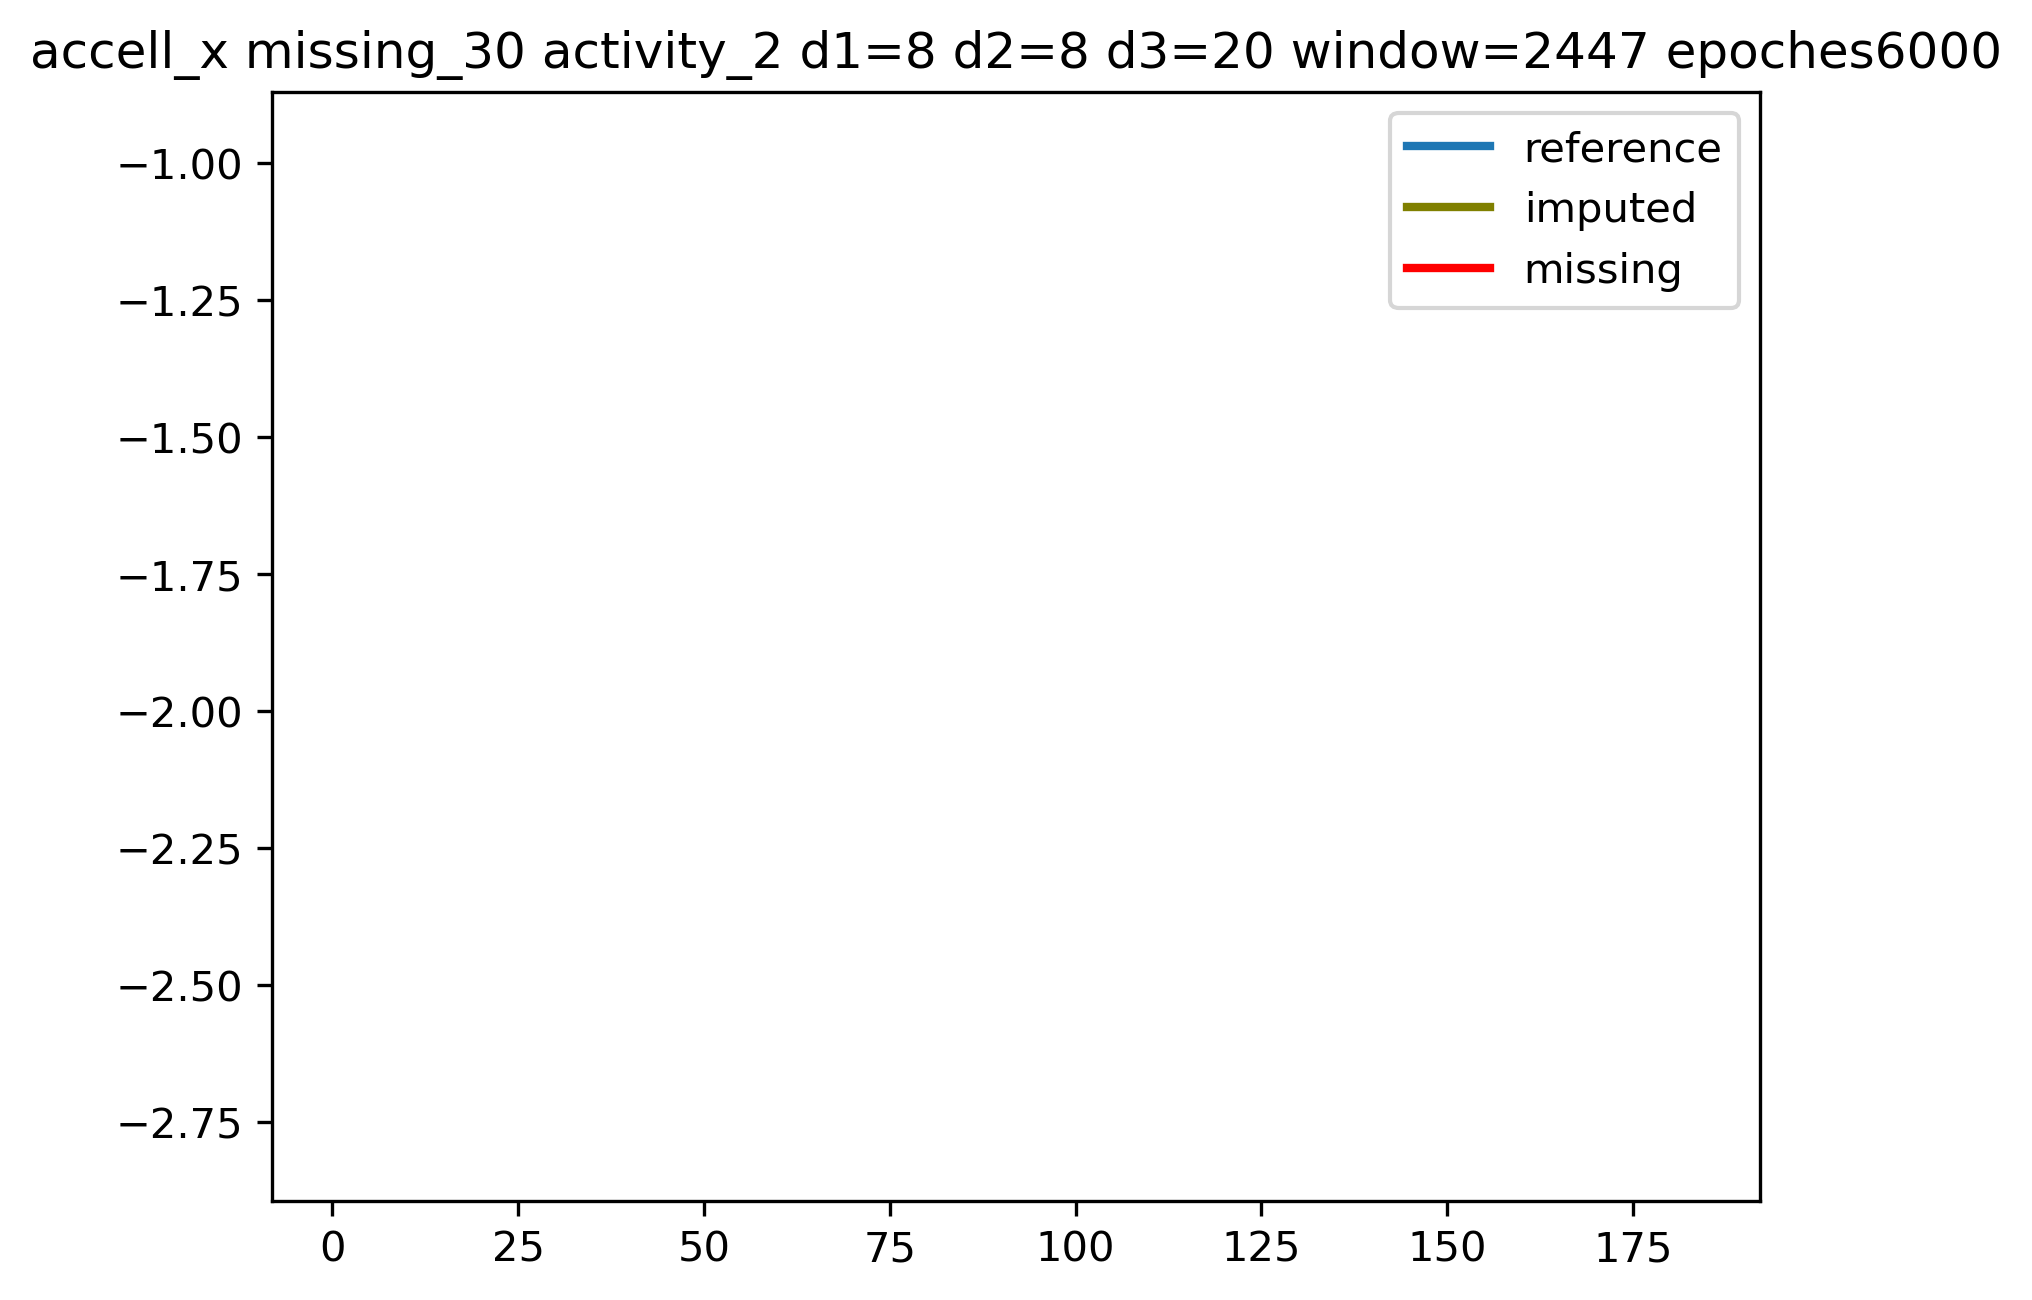 accell_x missing_30 activity_2 d1=8 d2=8 d3=20 window=2447 epoches6000
reference
imputed
missing
−1.00
−1.25
−1.50
−1.75
−2.00
−2.25
−2.50
−2.75
0 25 50 75 100 125 150 175